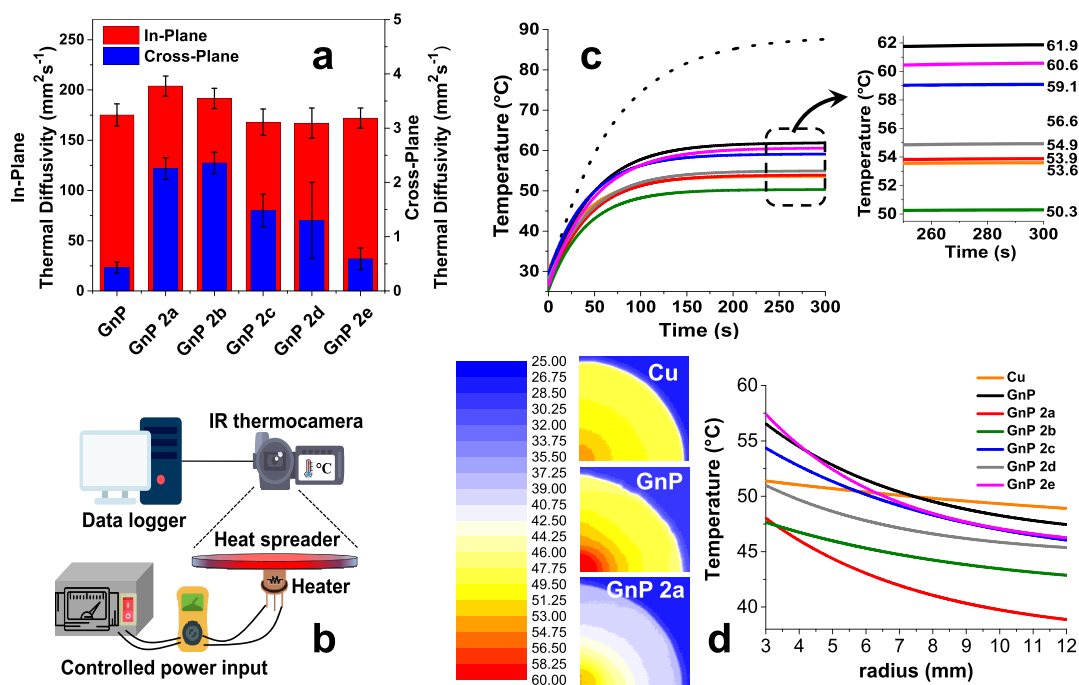 a
In-Plane
Cross-Plane
In-Plane
Thermal Diffusivity (mm²s⁻¹)
250
200
150
100
50
0
5
4
3
2
1
0
Cross-Plane
Thermal Diffusivity (mm²s⁻¹)
GnP
GnP 2a
GnP 2b
GnP 2c
GnP 2d
GnP 2e
c
Temperature (°C)
90
80
70
60
50
40
30
0
50
100
150
200
250
300
Time (s)
Temperature (°C)
62
60
58
56
54
52
50
61.9
60.6
59.1
56.6
54.9
53.9
53.6
50.3
260
280
300
Time (s)
IR thermocamera
°C
Data logger
Heat spreader
Heater
I
O
Controlled power input
b
25.00
26.75
28.50
30.25
32.00
33.75
35.50
37.25
39.00
40.75
42.50
44.25
46.00
47.75
49.50
51.25
53.00
54.75
56.50
58.25
60.00
Cu
GnP
GnP 2a
d
Temperature (°C)
60
55
50
45
40
Cu
GnP
GnP 2a
GnP 2b
GnP 2c
GnP 2d
GnP 2e
3
4
5
6
7
8
9
10
11
12
radius (mm)